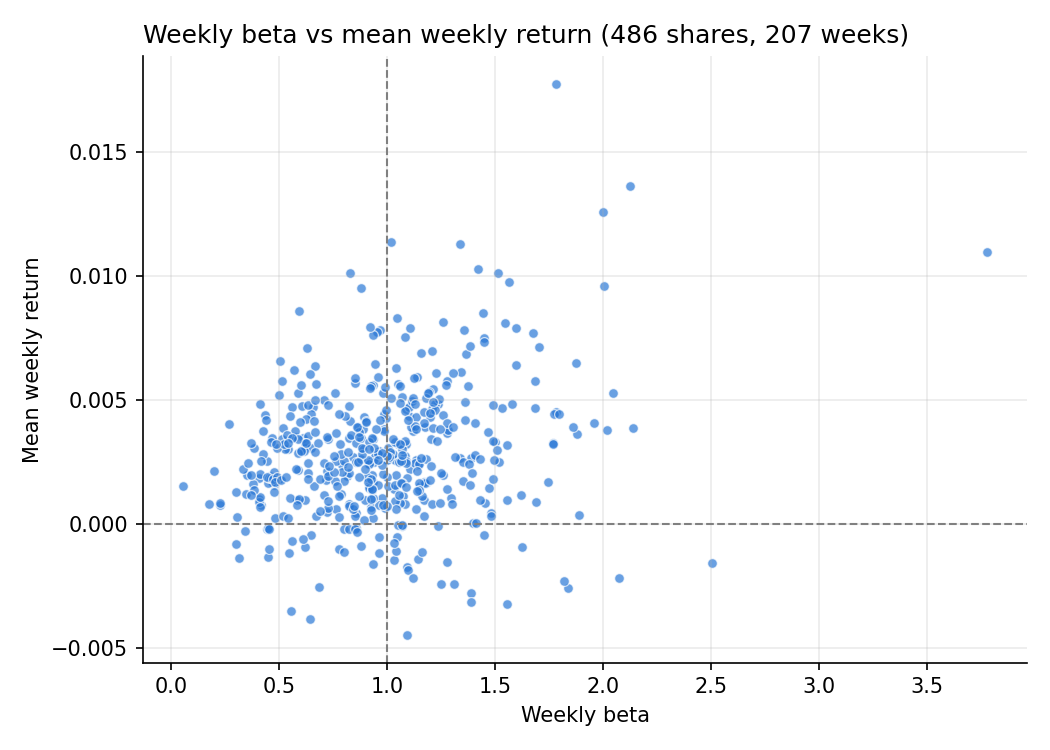 Weekly beta vs mean weekly return (486 shares, 207 weeks)
Mean weekly return
0.015
0.010
0.005
0.000
−0.005
0.0 0.5 1.0 1.5 2.0 2.5 3.0 3.5
Weekly beta